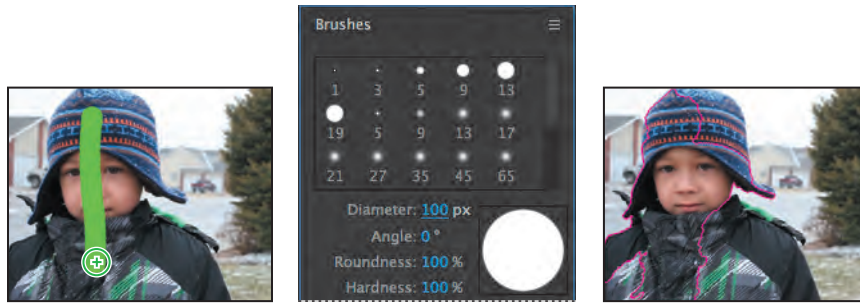 Brushes
1 3 5 9 13
19 5 9 13 17
21 27 35 45 65
Diameter: 100 px
Angle: 0 °
Roundness: 100 %
Hardness: 100 %